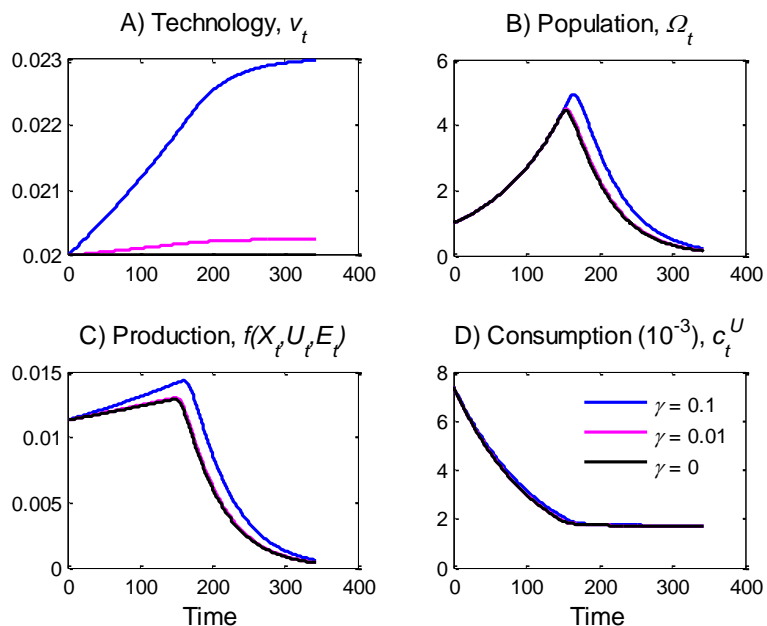 A) Technology, v_t
B) Population, Ω_t
0.023
0.022
0.021
0.02
0 100 200 300 400
6
4
2
0
0 100 200 300 400
C) Production, f(X_t,U_t,E_t)
D) Consumption (10^-3), c_t^U
0.015
0.01
0.005
0
0 100 200 300 400
Time
8
6
4
2
0
γ = 0.1
γ = 0.01
γ = 0
0 100 200 300 400
Time